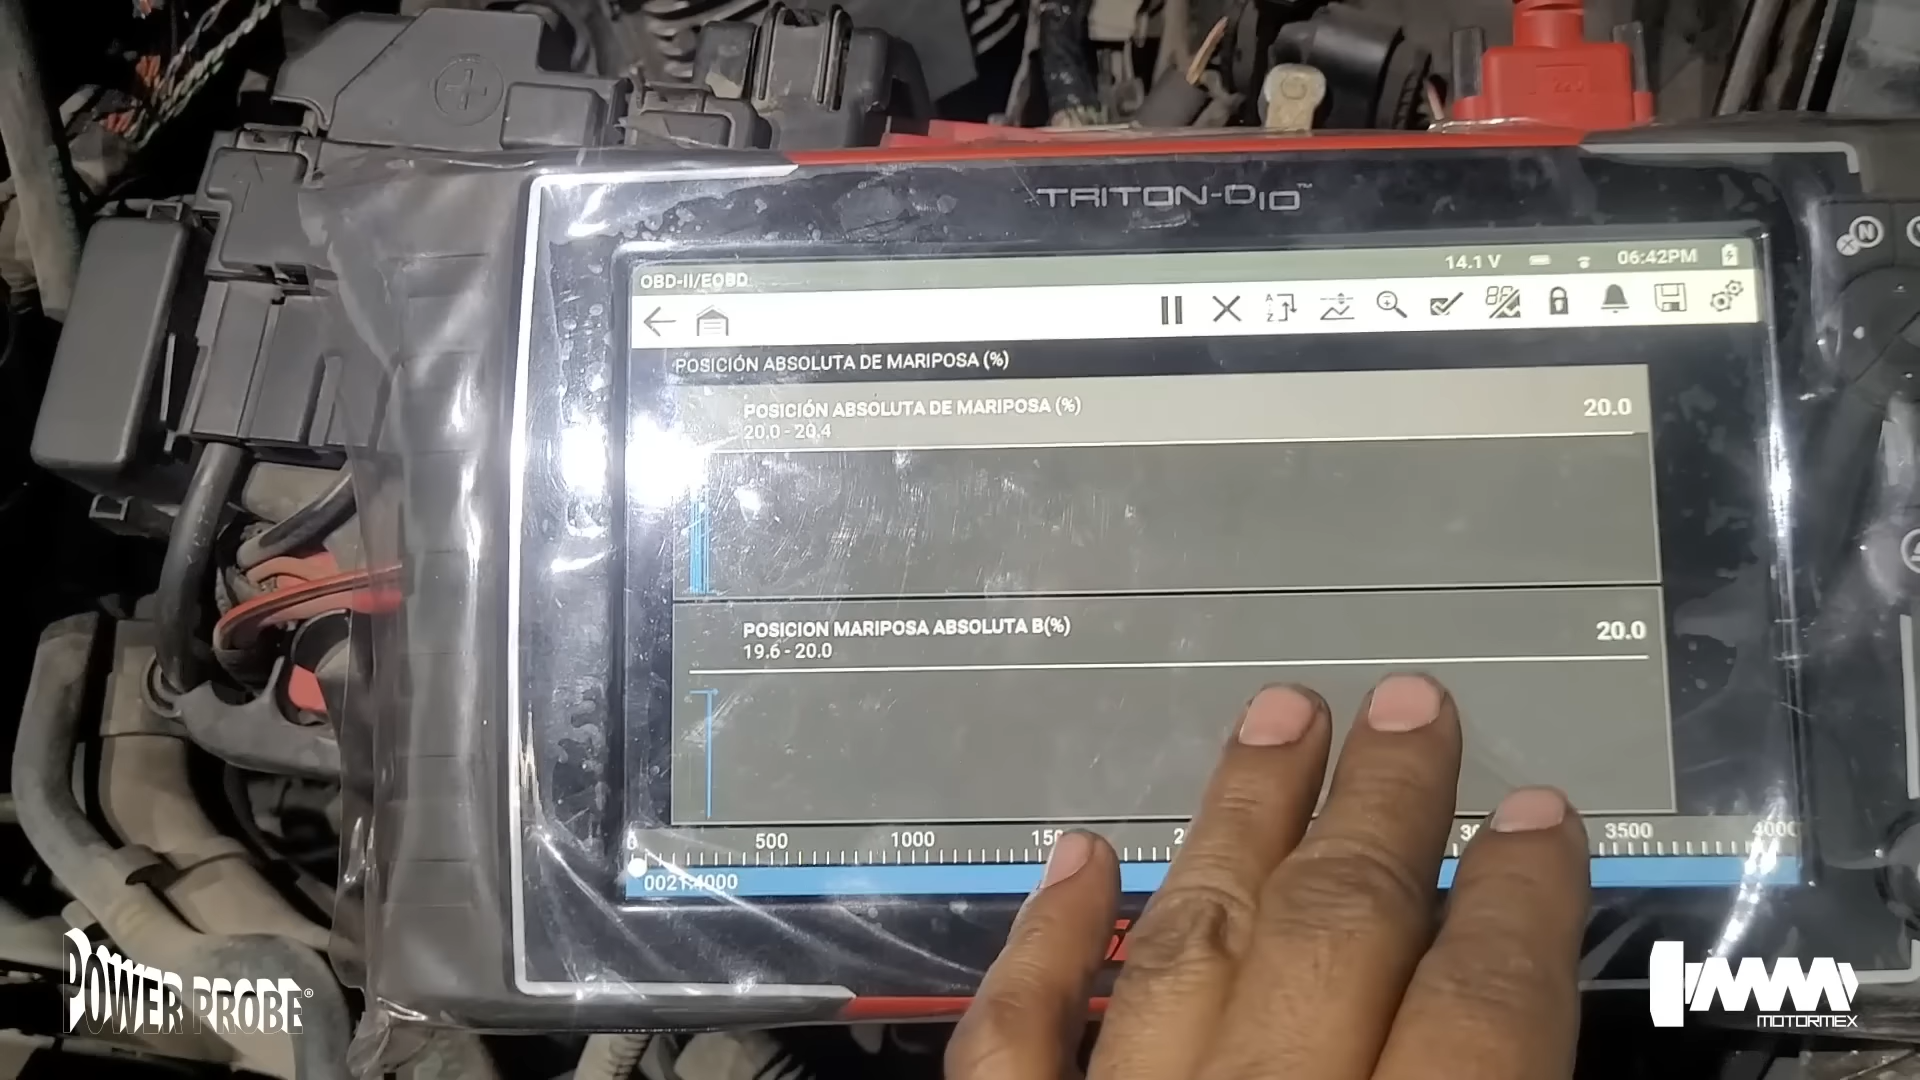 TRITON-D10™
OBD-II/EOBD
14.1 V
06:42PM
POSICIÓN ABSOLUTA DE MARIPOSA (%)
POSICIÓN ABSOLUTA DE MARIPOSA (%)
20.0
20.0 - 20.4
POSICION MARIPOSA ABSOLUTA B(%)
20.0
19.6 - 20.0
0 500 1000 3500 4000
0021:4000
POWER PROBE®
MOTORMEX